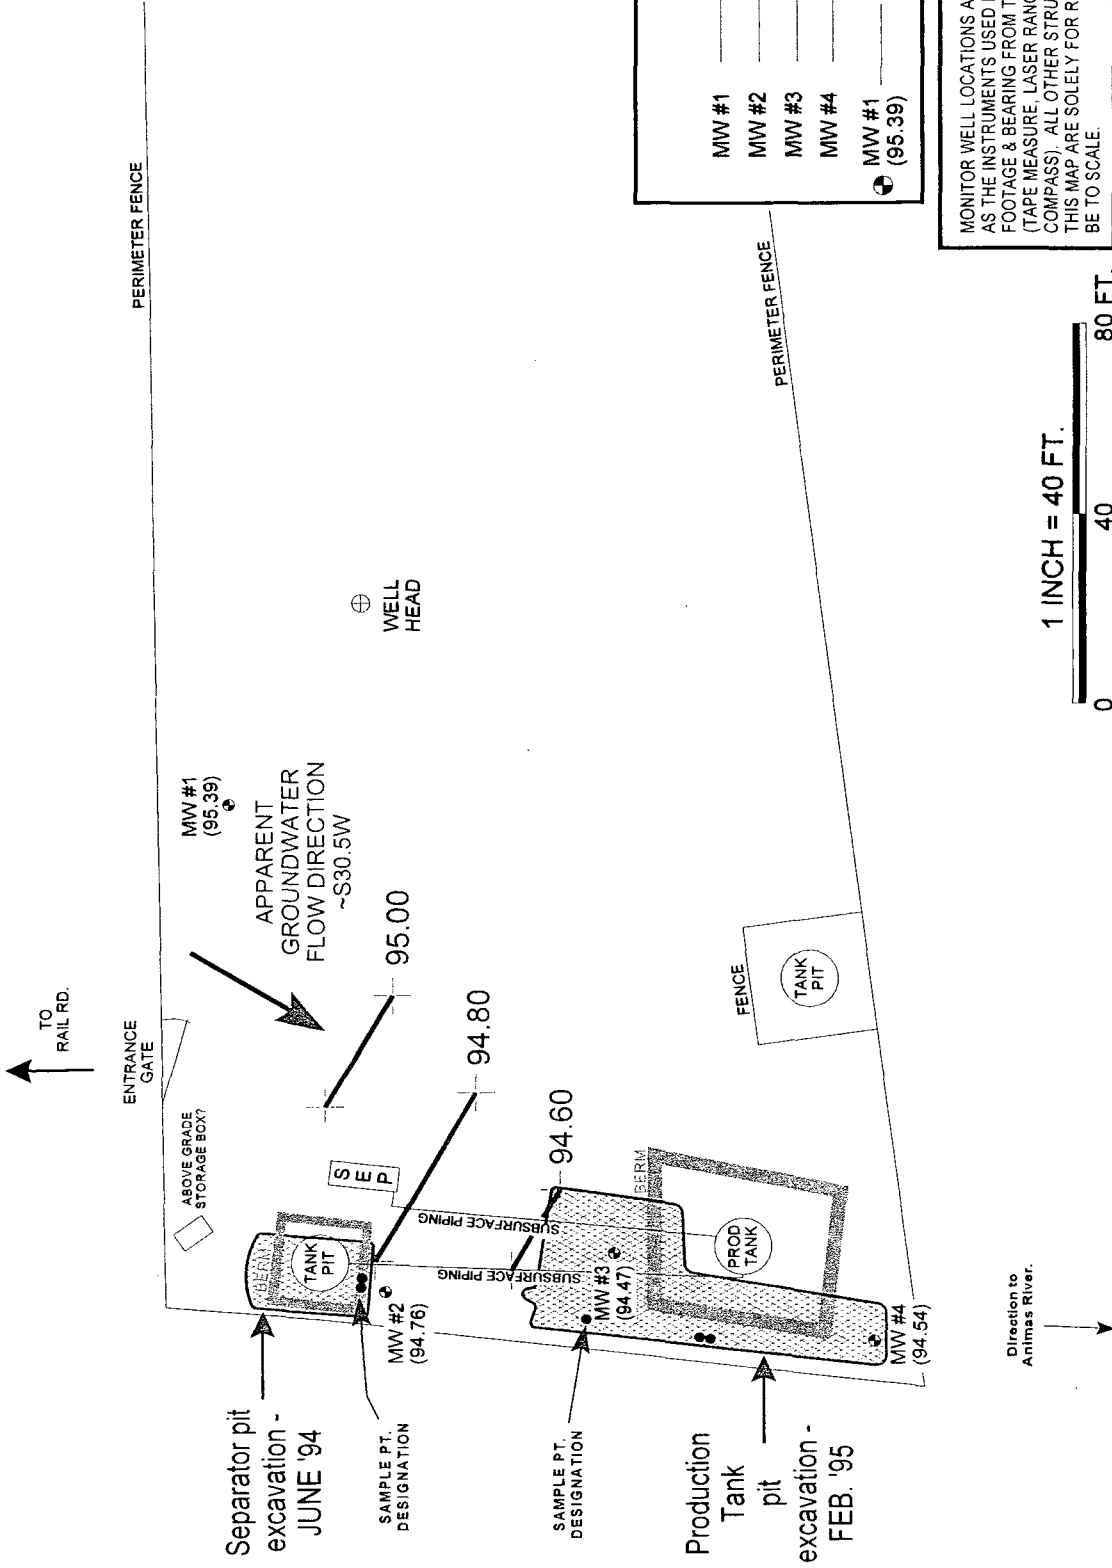 TO
RAIL RD.
ENTRANCE
GATE
PERIMETER FENCE
ABOVE GRADE
STORAGE BOX?
MW #1
(95.39)
APPARENT
GROUNDWATER
FLOW DIRECTION
~S30.5W
WELL
HEAD
95.00
94.80
94.60
Separator pit
excavation -
JUNE '94
BERM
TANK
PIT
S
E
P
SUBSURFACE PIPING
SUBSURFACE PIPING
MW #2
(94.76)
SAMPLE PT.
DESIGNATION
SAMPLE PT.
DESIGNATION
MW #3
(94.47)
BERM
PROD
TANK
Production
Tank
pit
excavation -
FEB. '95
MW #4
(94.54)
FENCE
TANK
PIT
PERIMETER FENCE
Direction to
Animas River.
1 INCH = 40 FT.
0 40 80 FT.
MW #1
MW #2
MW #3
MW #4
MW #1
(95.39)
MONITOR WELL LOCATIONS
AS THE INSTRUMENTS USED
FOOTAGE & BEARING FROM
(TAPE MEASURE, LASER
COMPASS). ALL OTHER
THIS MAP ARE SOLELY FOR
BE TO SCALE.